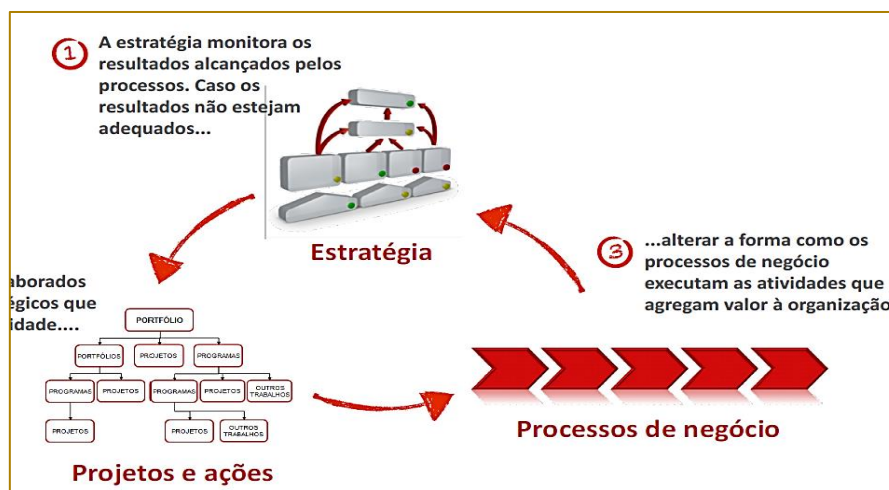 1
A estratégia monitora os
resultados alcançados pelos
processos. Caso os
resultados não estejam
adequados...
Estratégia
3
...alterar a forma como os
processos de negócio
executam as atividades que
agregam valor à organização
aborados
égicos que
idade....
PORTFÓLIO
PORTFÓLIOS PROJETOS PROGRAMAS
PROGRAMAS PROJETOS PROGRAMAS PROJETOS OUTROS TRABALHOS
PROJETOS PROJETOS OUTROS TRABALHOS
Projetos e ações
Processos de negócio